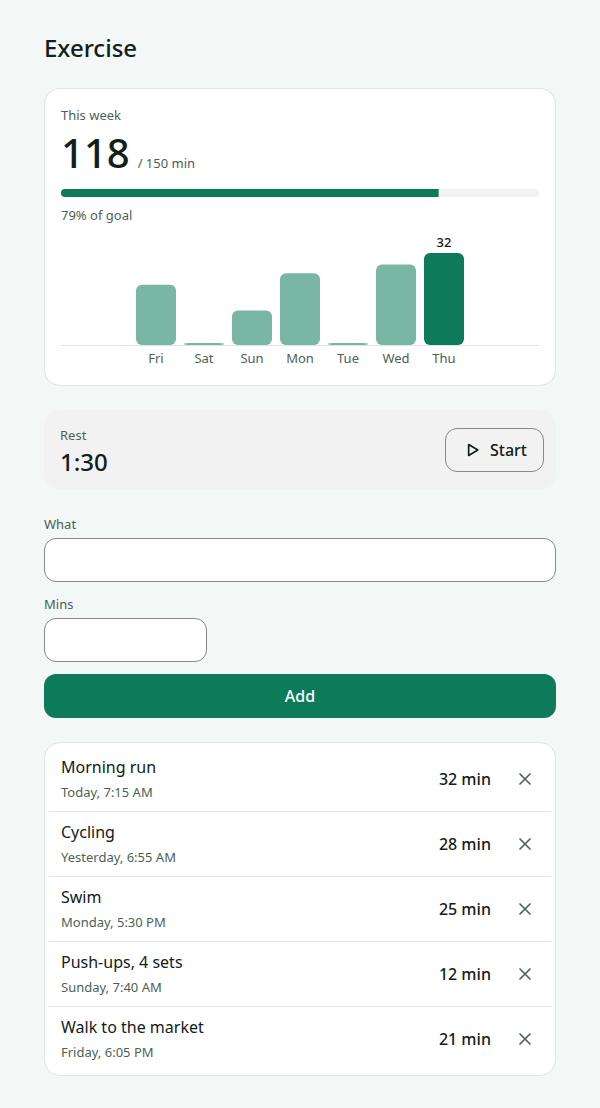 Exercise
This week
118 / 150 min
79% of goal
32
Fri Sat Sun Mon Tue Wed Thu
Rest
1:30
Start
What
Mins
Add
Morning run
Today, 7:15 AM
32 min
Cycling
Yesterday, 6:55 AM
28 min
Swim
Monday, 5:30 PM
25 min
Push-ups, 4 sets
Sunday, 7:40 AM
12 min
Walk to the market
Friday, 6:05 PM
21 min